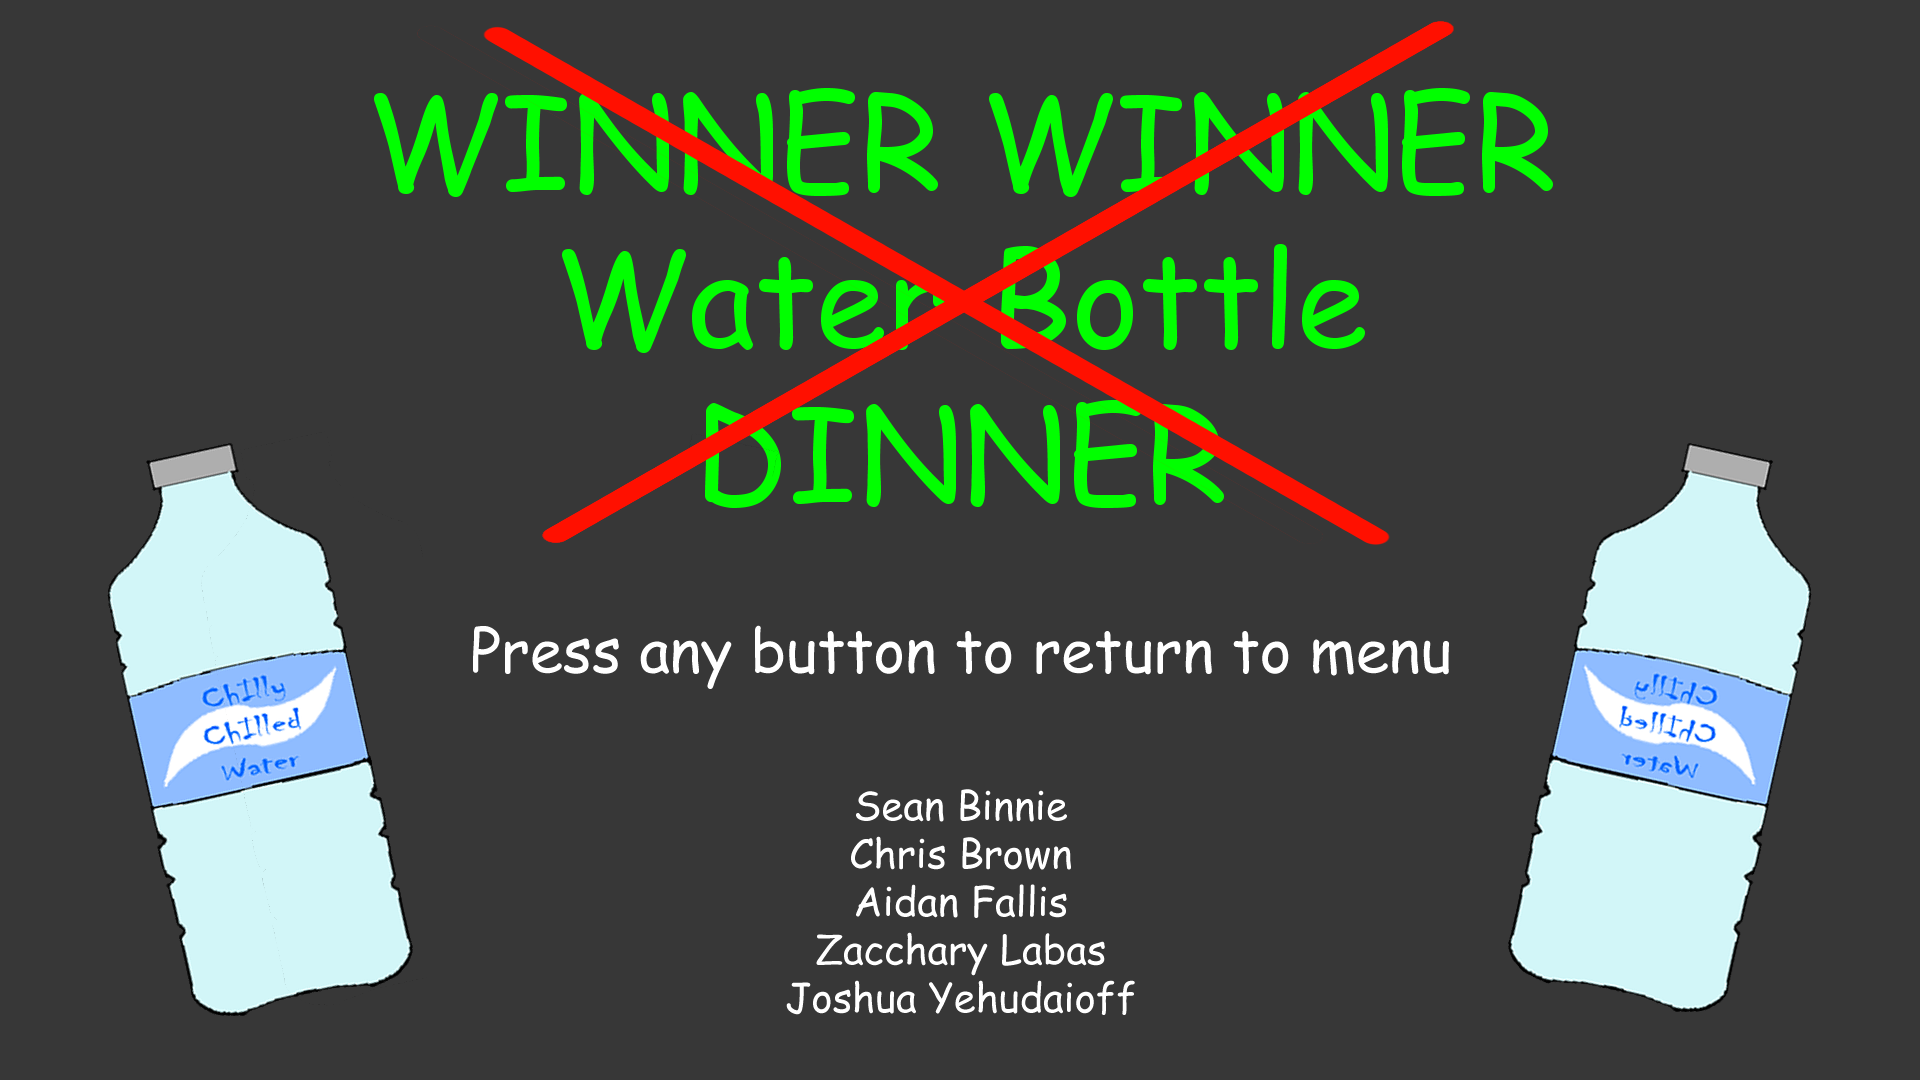 WINNER WINNER
Water Bottle
DINNER
Press any button to return to menu
ChIlly
ChIlled
Water
ChIlly
ChIlled
Water
Sean Binnie
Chris Brown
Aidan Fallis
Zacchary Labas
Joshua Yehudaioff